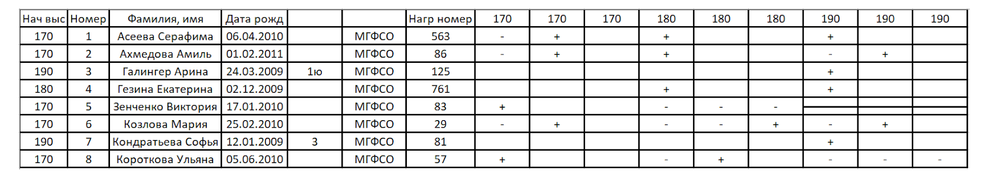 Нач выс Номер Фамилия, имя Дата рожд Нагр номер 170 170 170 180 180 180 190 190 190
170 1 Асеева Серафима 06.04.2010 МГФСО 563 - + + +
170 2 Ахмедова Амиль 01.02.2011 МГФСО 86 - + + - +
190 3 Галингер Арина 24.03.2009 1ю МГФСО 125 +
180 4 Гезина Екатерина 02.12.2009 МГФСО 761 + +
170 5 Зенченко Виктория 17.01.2010 МГФСО 83 + - - -
170 6 Козлова Мария 25.02.2010 МГФСО 29 - + - - + - +
190 7 Кондратьева Софья 12.01.2009 3 МГФСО 81 +
170 8 Короткова Ульяна 05.06.2010 МГФСО 57 + - + - - -